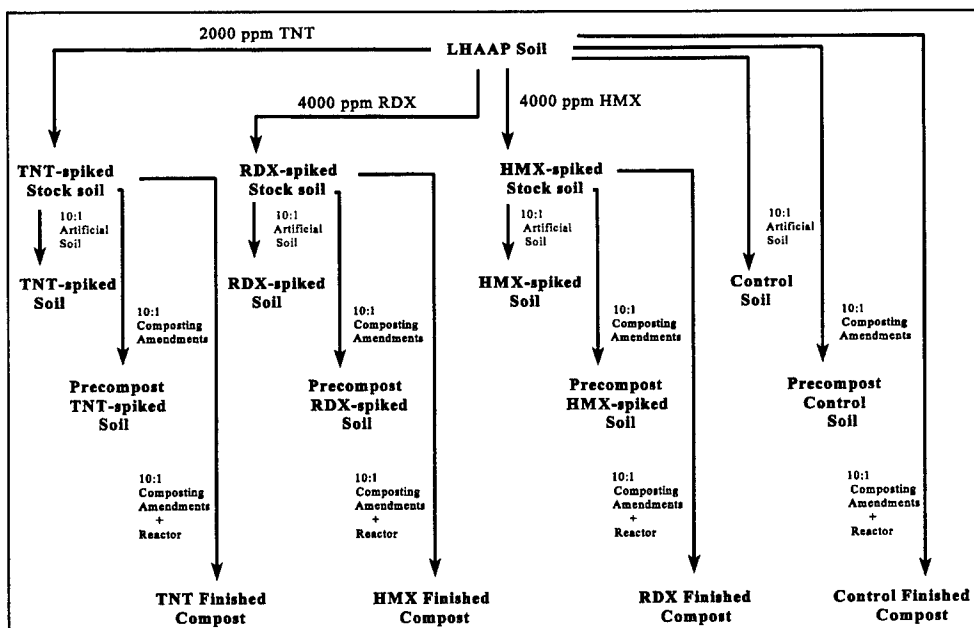 2000 ppm TNT
LHAAP Soil
4000 ppm RDX
4000 ppm HMX
TNT-spiked
Stock soil
RDX-spiked
Stock soil
HMX-spiked
Stock soil
10:1
Artificial
Soil
10:1
Artificial
Soil
10:1
Artificial
Soil
10:1
Artificial
Soil
TNT-spiked
Soil
RDX-spiked
Soil
HMX-spiked
Soil
Control
Soil
10:1
Composting
Amendments
10:1
Composting
Amendments
10:1
Composting
Amendments
10:1
Composting
Amendments
Precompost
TNT-spiked
Soil
Precompost
RDX-spiked
Soil
Precompost
HMX-spiked
Soil
Precompost
Control
Soil
10:1
Composting
Amendments
+
Reactor
10:1
Composting
Amendments
+
Reactor
10:1
Composting
Amendments
+
Reactor
10:1
Composting
Amendments
+
Reactor
TNT Finished
Compost
HMX Finished
Compost
RDX Finished
Compost
Control Finished
Compost